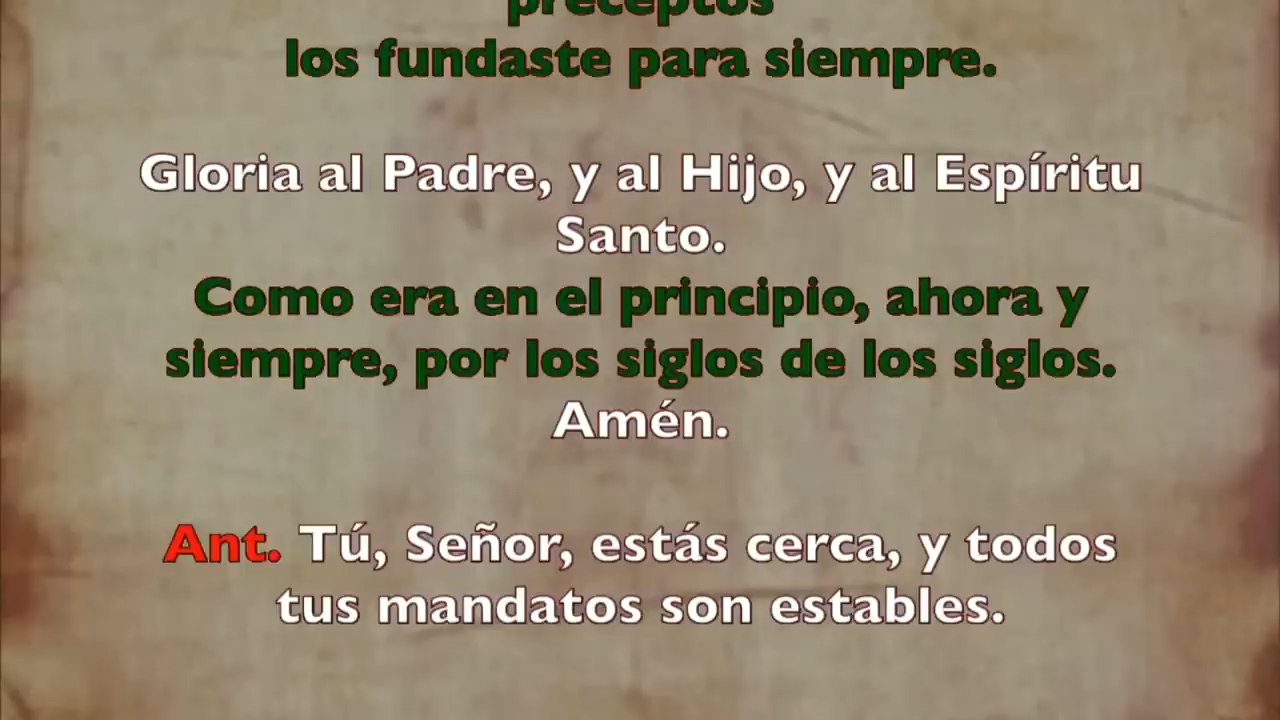 preceptos
los fundaste para siempre.
Gloria al Padre, y al Hijo, y al Espíritu
Santo.
Como era en el principio, ahora y
siempre, por los siglos de los siglos.
Amén.
Ant. Tú, Señor, estás cerca, y todos
tus mandatos son estables.